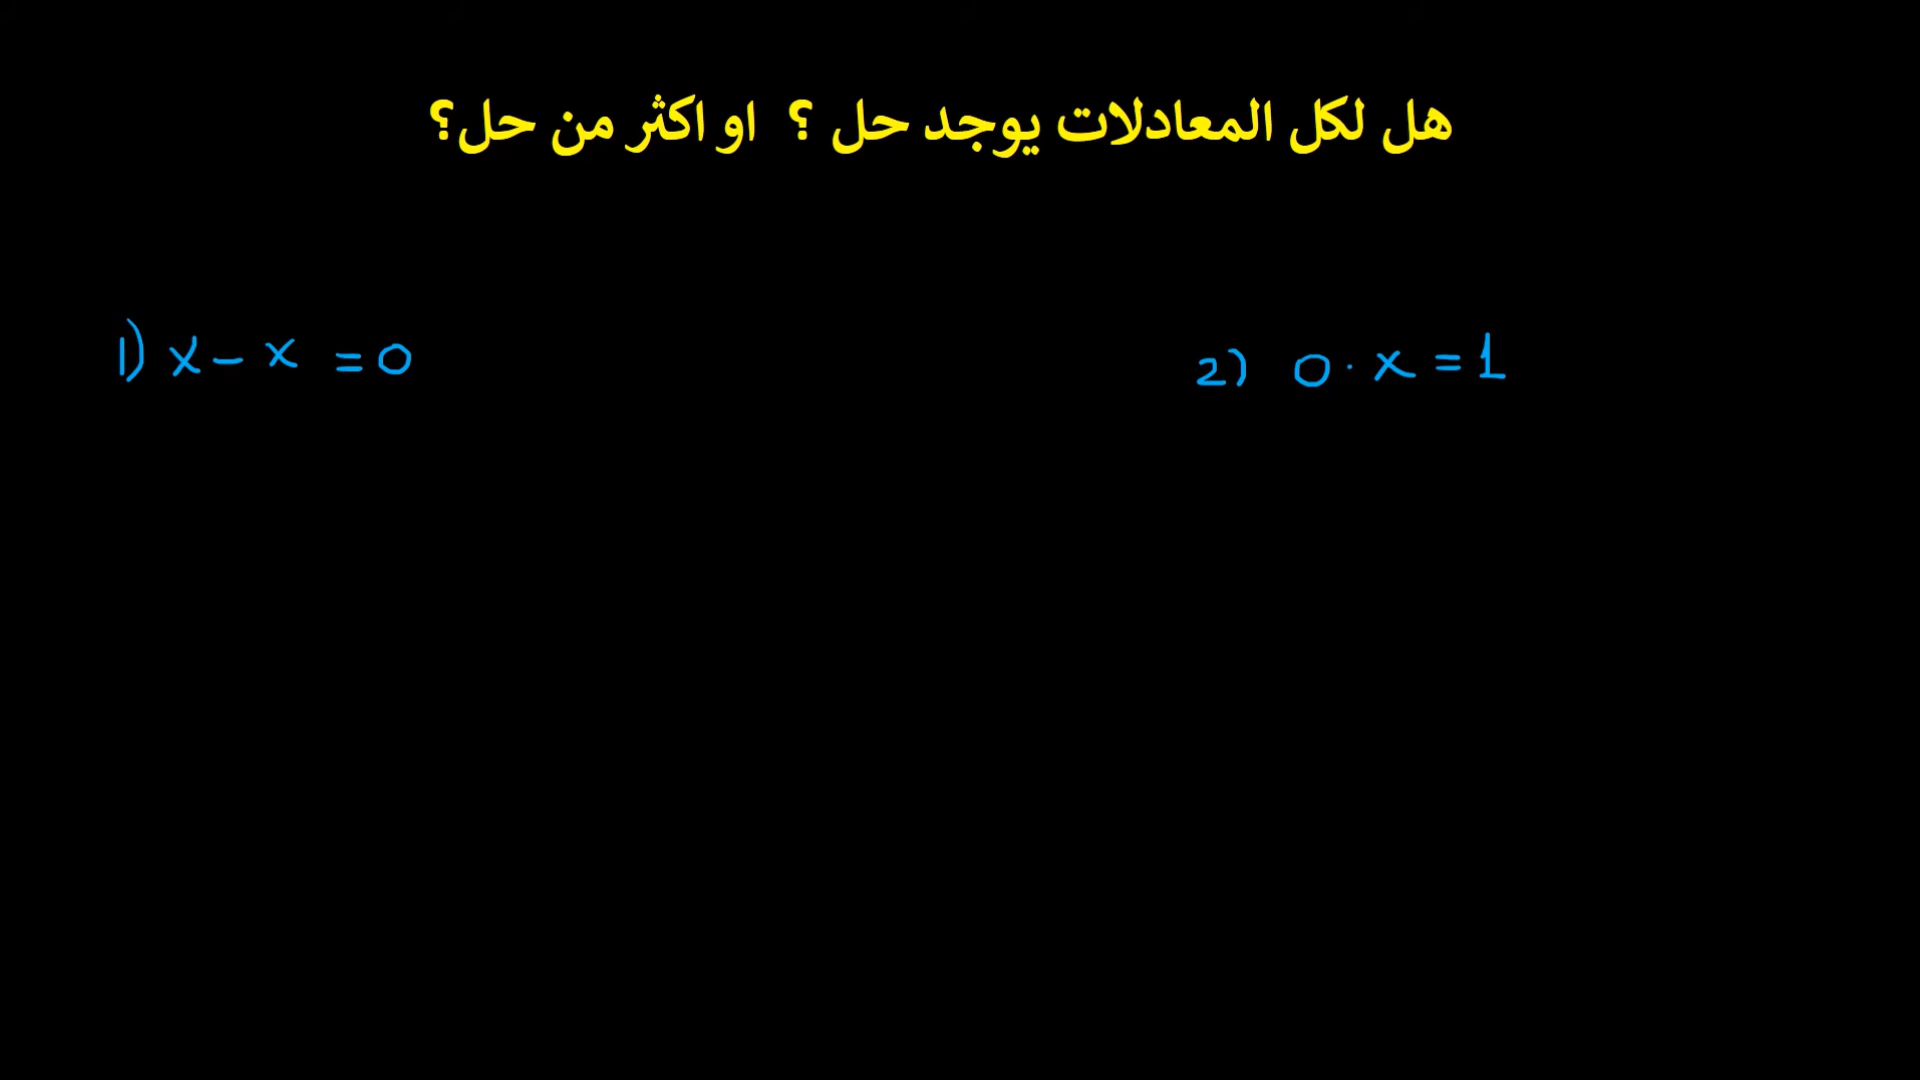 هل لكل المعادلات يوجد حل ؟ او اكثر من حل؟
1) x - x = 0
2) 0 · x = 1